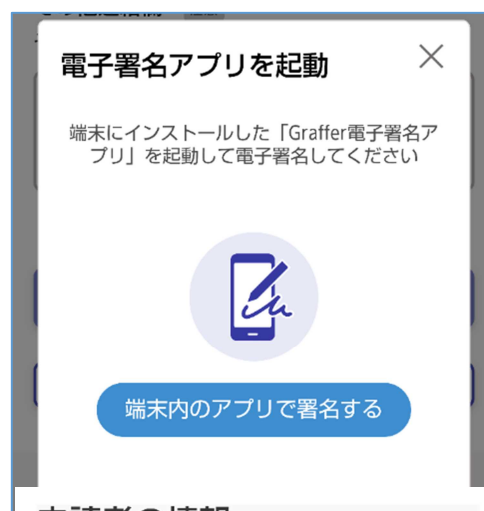 電子署名アプリを起動
端末にインストールした「Graffer電子署名ア
プリ」を起動して電子署名してください
端末内のアプリで署名する